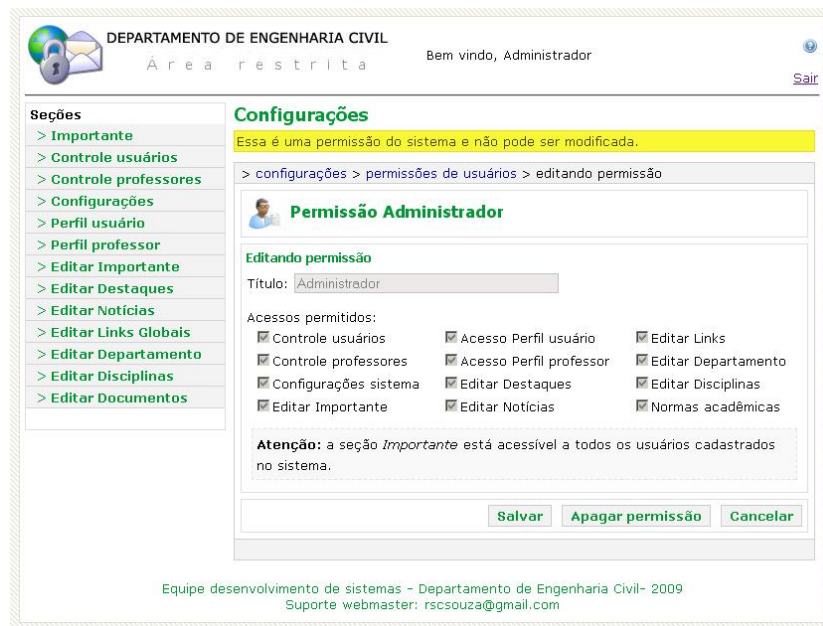 DEPARTAMENTO DE ENGENHARIA CIVIL
Área restrita
Bem vindo, Administrador
Sair
Seções
> Importante
> Controle usuários
> Controle professores
> Configurações
> Perfil usuário
> Perfil professor
> Editar Importante
> Editar Destaques
> Editar Notícias
> Editar Links Globais
> Editar Departamento
> Editar Disciplinas
> Editar Documentos
Configurações
Essa é uma permissão do sistema e não pode ser modificada.
> configurações > permissões de usuários > editando permissão
Permissão Administrador
Editando permissão
Título: Administrador
Acessos permitidos:
Controle usuários Acesso Perfil usuário Editar Links
Controle professores Acesso Perfil professor Editar Departamento
Configurações sistema Editar Destaques Editar Disciplinas
Editar Importante Editar Notícias Normas acadêmicas
Atenção: a seção Importante está acessível a todos os usuários cadastrados
no sistema.
Salvar Apagar permissão Cancelar
Equipe desenvolvimento de sistemas - Departamento de Engenharia Civil- 2009
Suporte webmaster: rscsouza@gmail.com